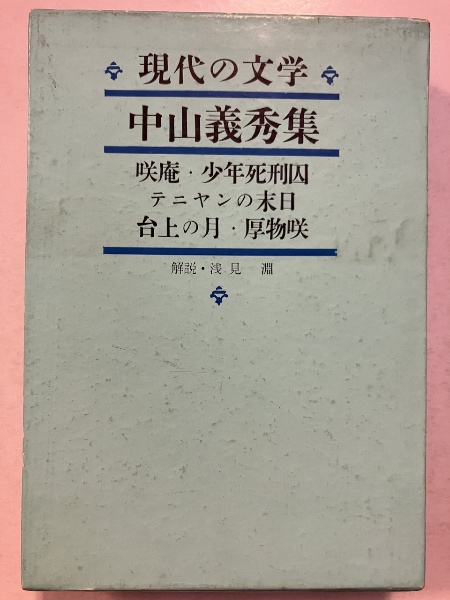 現代の文学
中山義秀集
咲庵・少年死刑囚
テニヤンの末日
台上の月・厚物咲
解説・浅見 淵